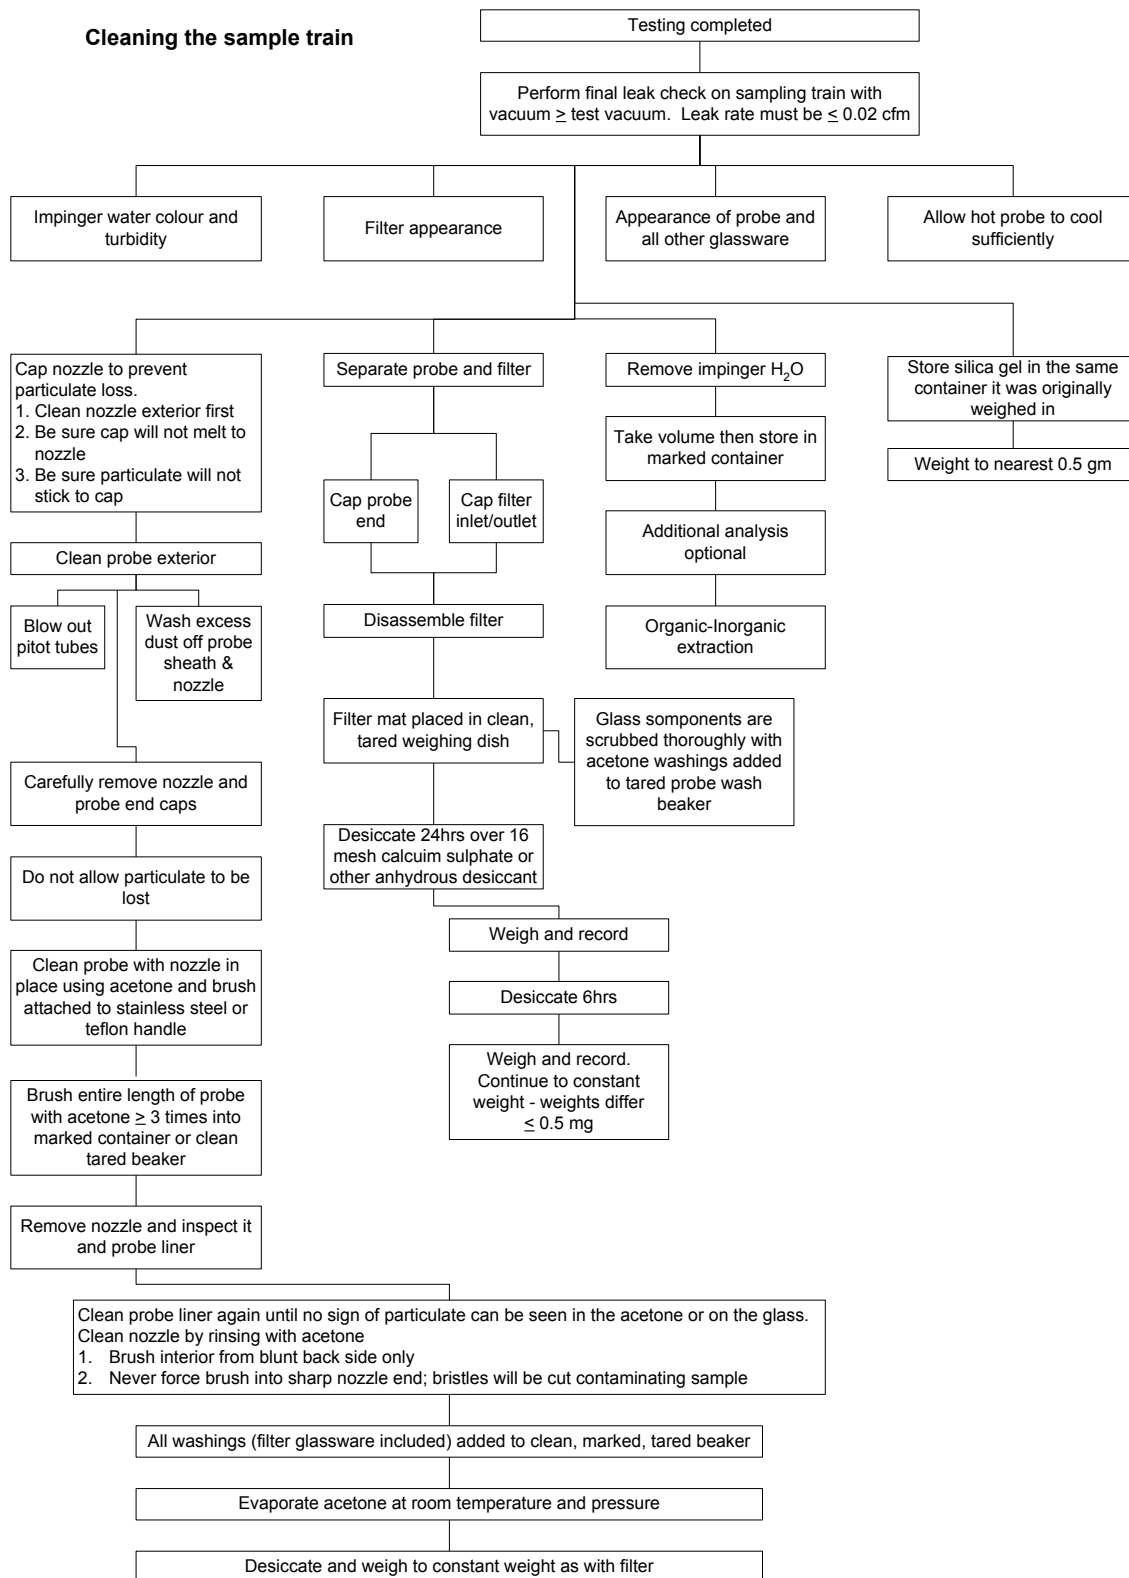 Cleaning the sample train
Testing completed
Perform final leak check on sampling train with
vacuum ≥ test vacuum.  Leak rate must be ≤ 0.02 cfm
Impinger water colour and
turbidity
Filter appearance
Appearance of probe and
all other glassware
Allow hot probe to cool
sufficiently
Cap nozzle to prevent
particulate loss.
1. Clean nozzle exterior first
2. Be sure cap will not melt to
nozzle
3. Be sure particulate will not
stick to cap
Separate probe and filter
Remove impinger H₂O
Store silica gel in the same
container it was originally
weighed in
Take volume then store in
marked container
Weight to nearest 0.5 gm
Cap probe
end
Cap filter
inlet/outlet
Additional analysis
optional
Clean probe exterior
Blow out
pitot tubes
Wash excess
dust off probe
sheath &
nozzle
Disassemble filter
Organic-Inorganic
extraction
Filter mat placed in clean,
tared weighing dish
Glass somponents are
scrubbed thoroughly with
acetone washings added
to tared probe wash
beaker
Carefully remove nozzle and
probe end caps
Desiccate 24hrs over 16
mesh calcuim sulphate or
other anhydrous desiccant
Do not allow particulate to be
lost
Weigh and record
Clean probe with nozzle in
place using acetone and brush
attached to stainless steel or
teflon handle
Desiccate 6hrs
Weigh and record.
Continue to constant
weight - weights differ
≤ 0.5 mg
Brush entire length of probe
with acetone ≥ 3 times into
marked container or clean
tared beaker
Remove nozzle and inspect it
and probe liner
Clean probe liner again until no sign of particulate can be seen in the acetone or on the glass.
Clean nozzle by rinsing with acetone
1. Brush interior from blunt back side only
2. Never force brush into sharp nozzle end; bristles will be cut contaminating sample
All washings (filter glassware included) added to clean, marked, tared beaker
Evaporate acetone at room temperature and pressure
Desiccate and weigh to constant weight as with filter